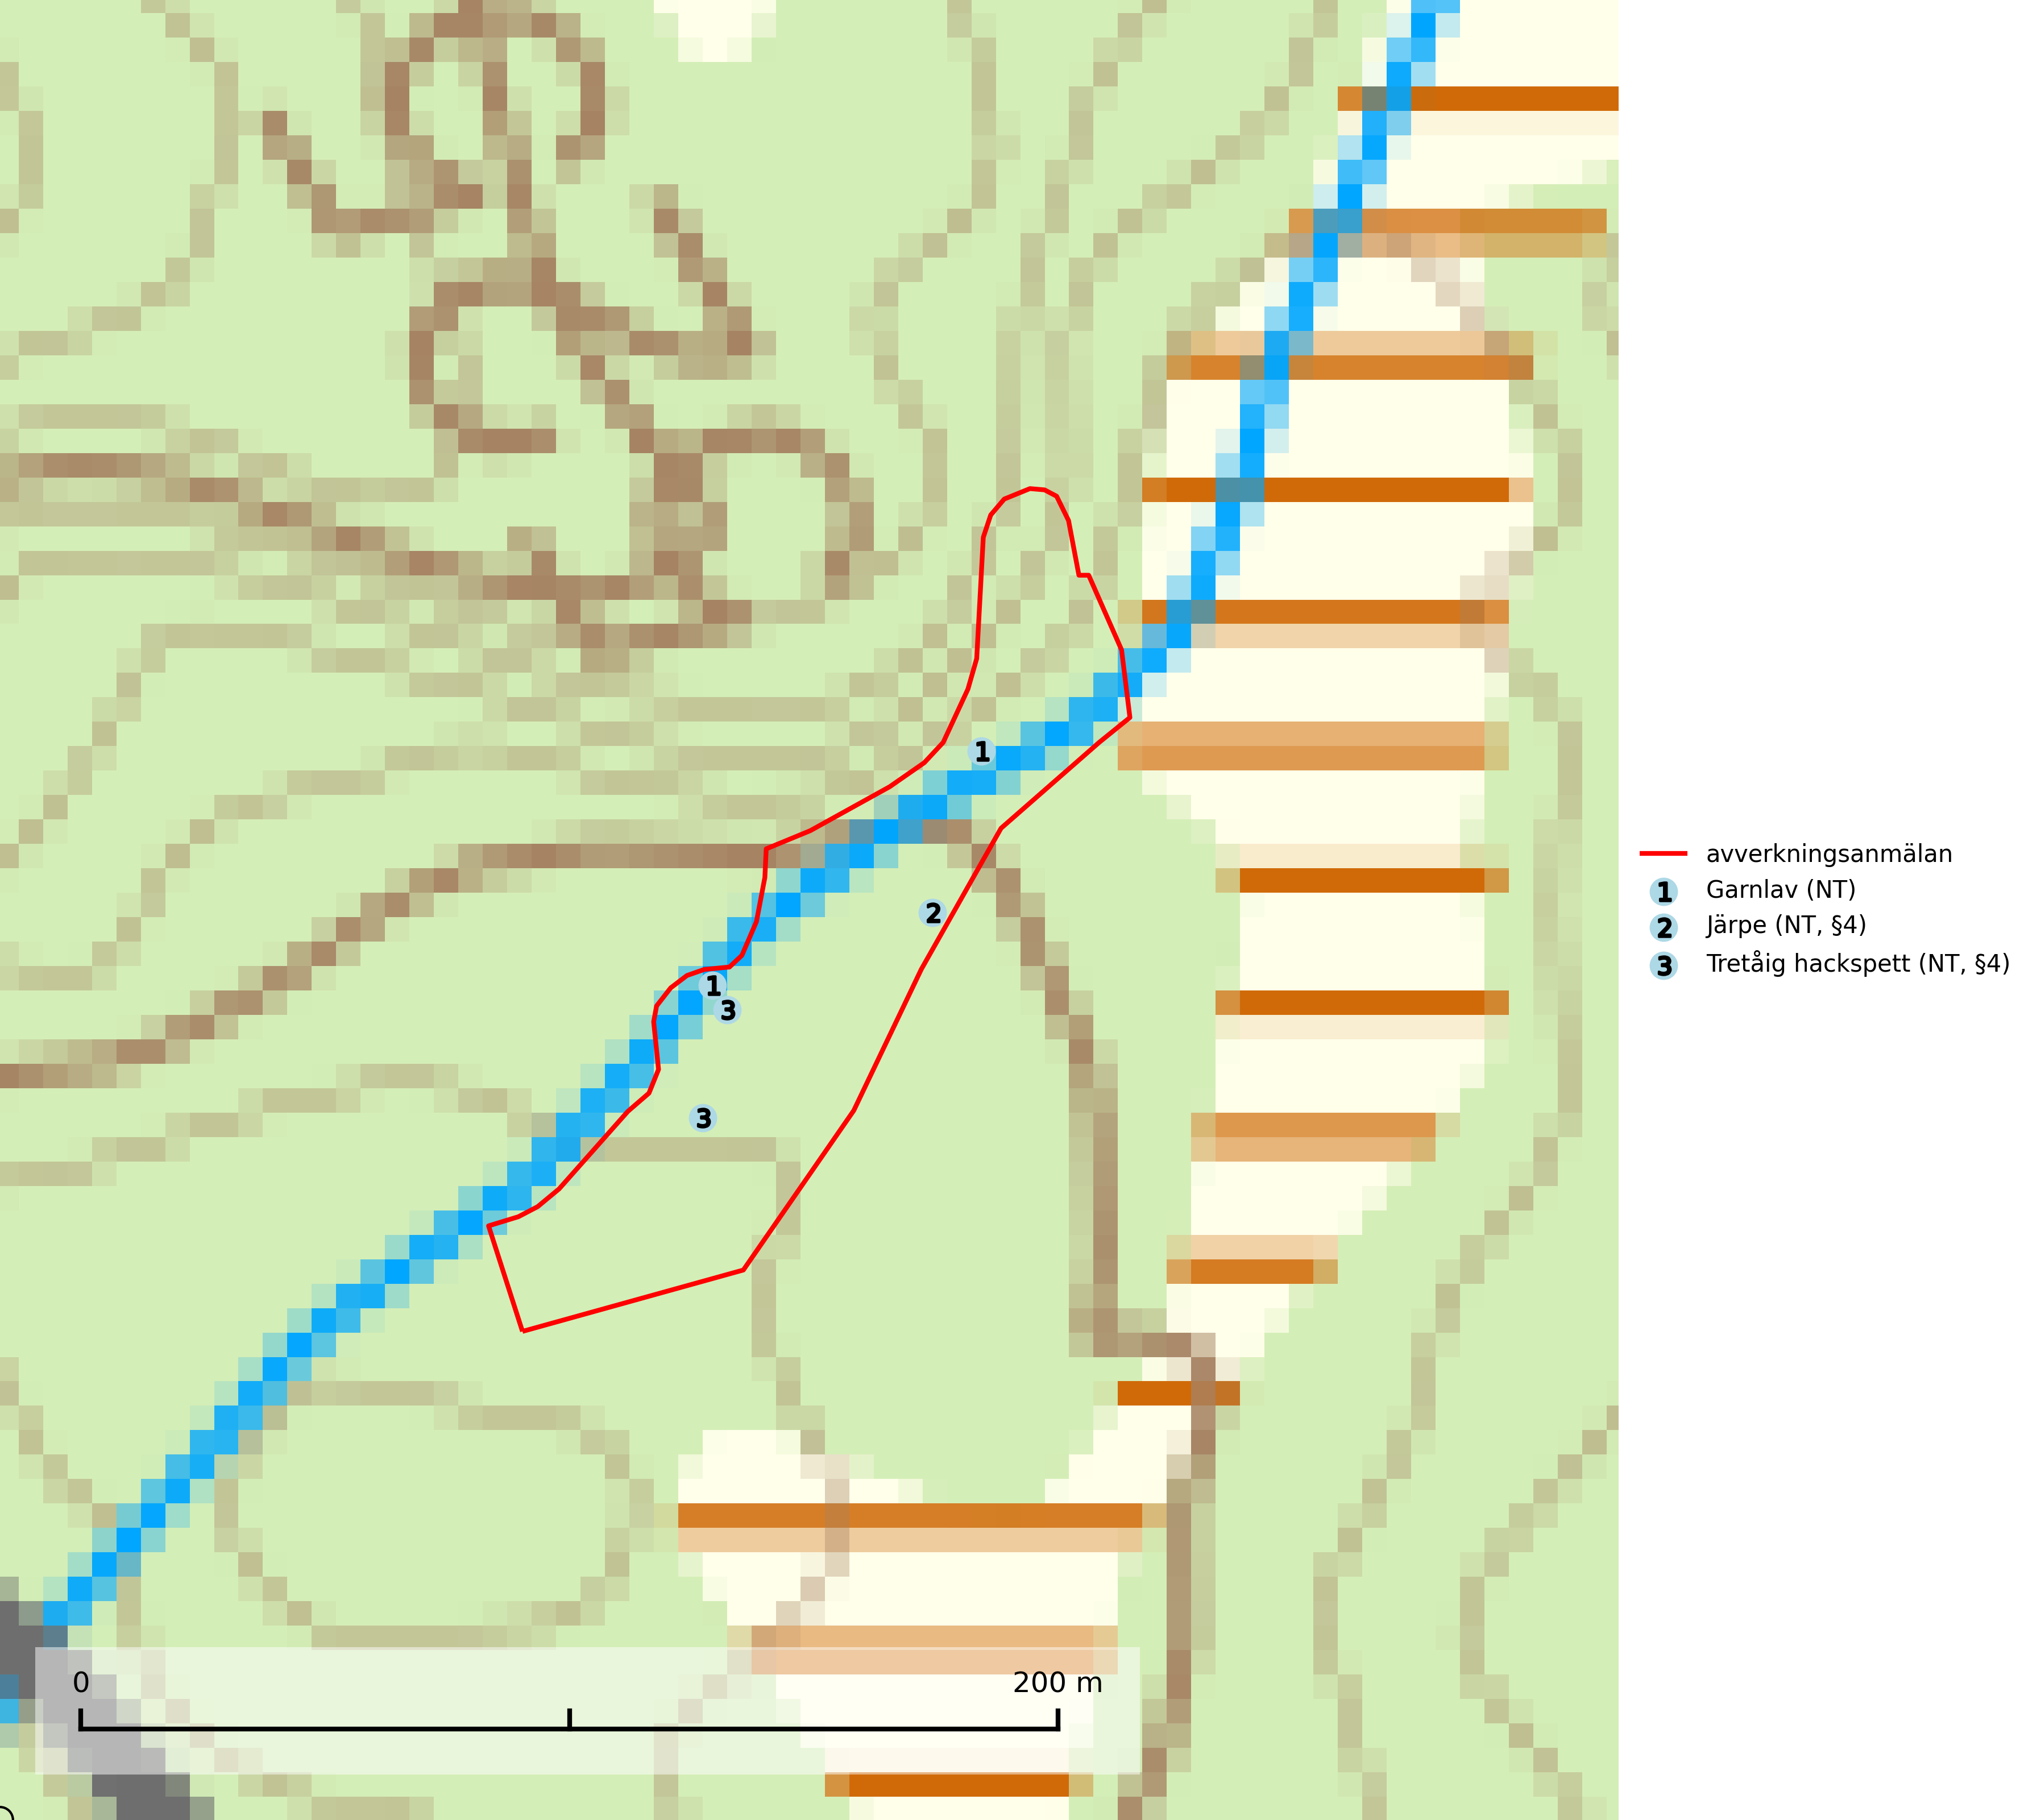 1
2
1
3
3
avverkningsanmälan
1 Garnlav (NT)
2 Järpe (NT, §4)
3 Tretåig hackspett (NT, §4)
0 200 m